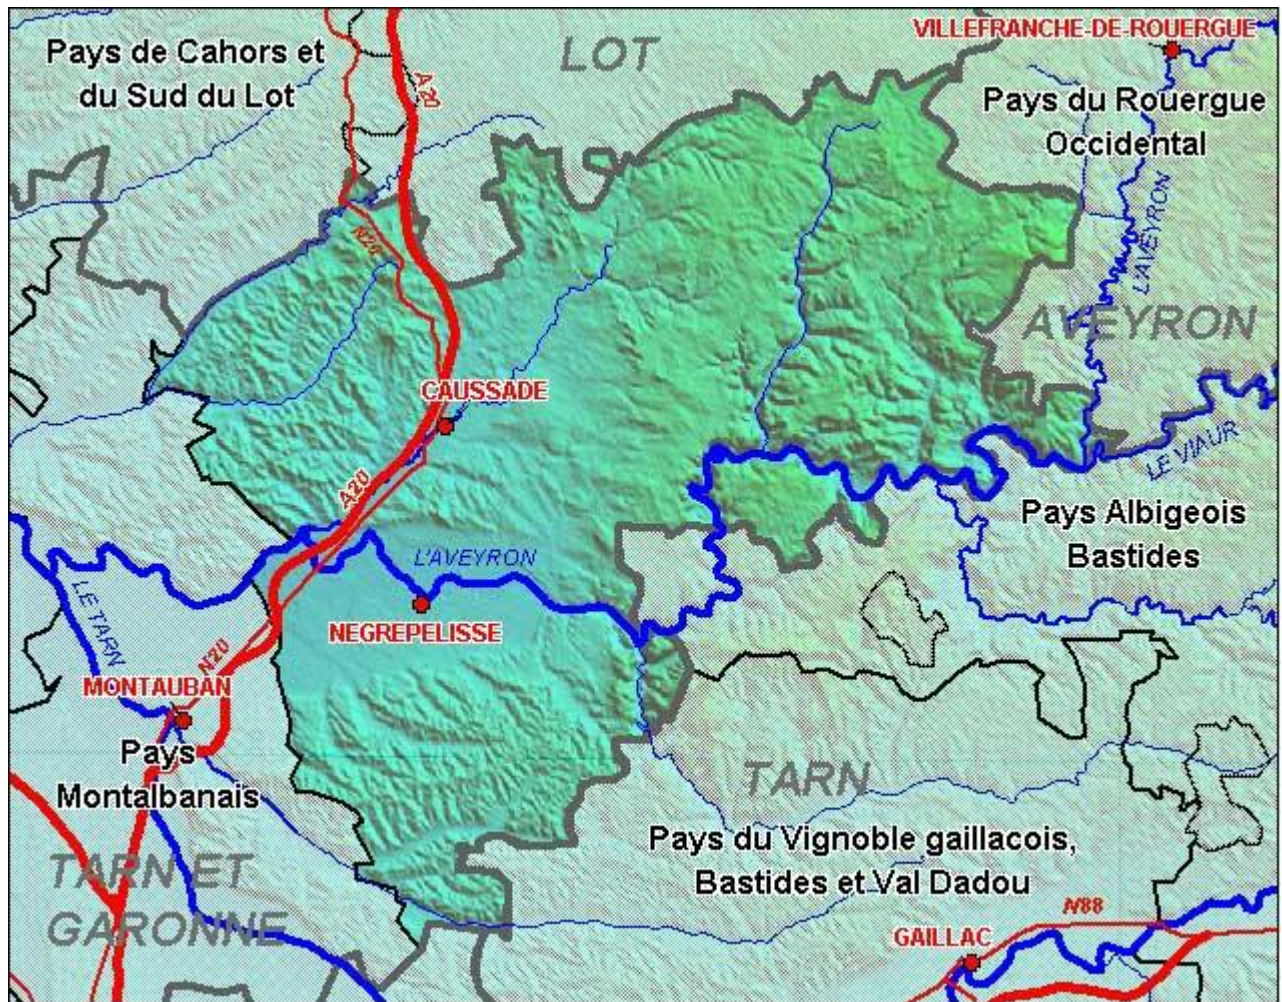 VILLEFRANCHE-DE-ROUERGUE
Pays de Cahors et
du Sud du Lot
LOT
A 20
Pays du Rouergue
Occidental
L'AVEYRON
N20
AVEYRON
CAUSSADE
LE VIAUR
A20
Pays Albigeois
Bastides
L'AVEYRON
LE TARN
NEGREPELISSE
N20
MONTAUBAN
Pays
Montalbanais
TARN
Pays du Vignoble gaillacois,
Bastides et Val Dadou
TARN ET
GARONNE
N88
GAILLAC